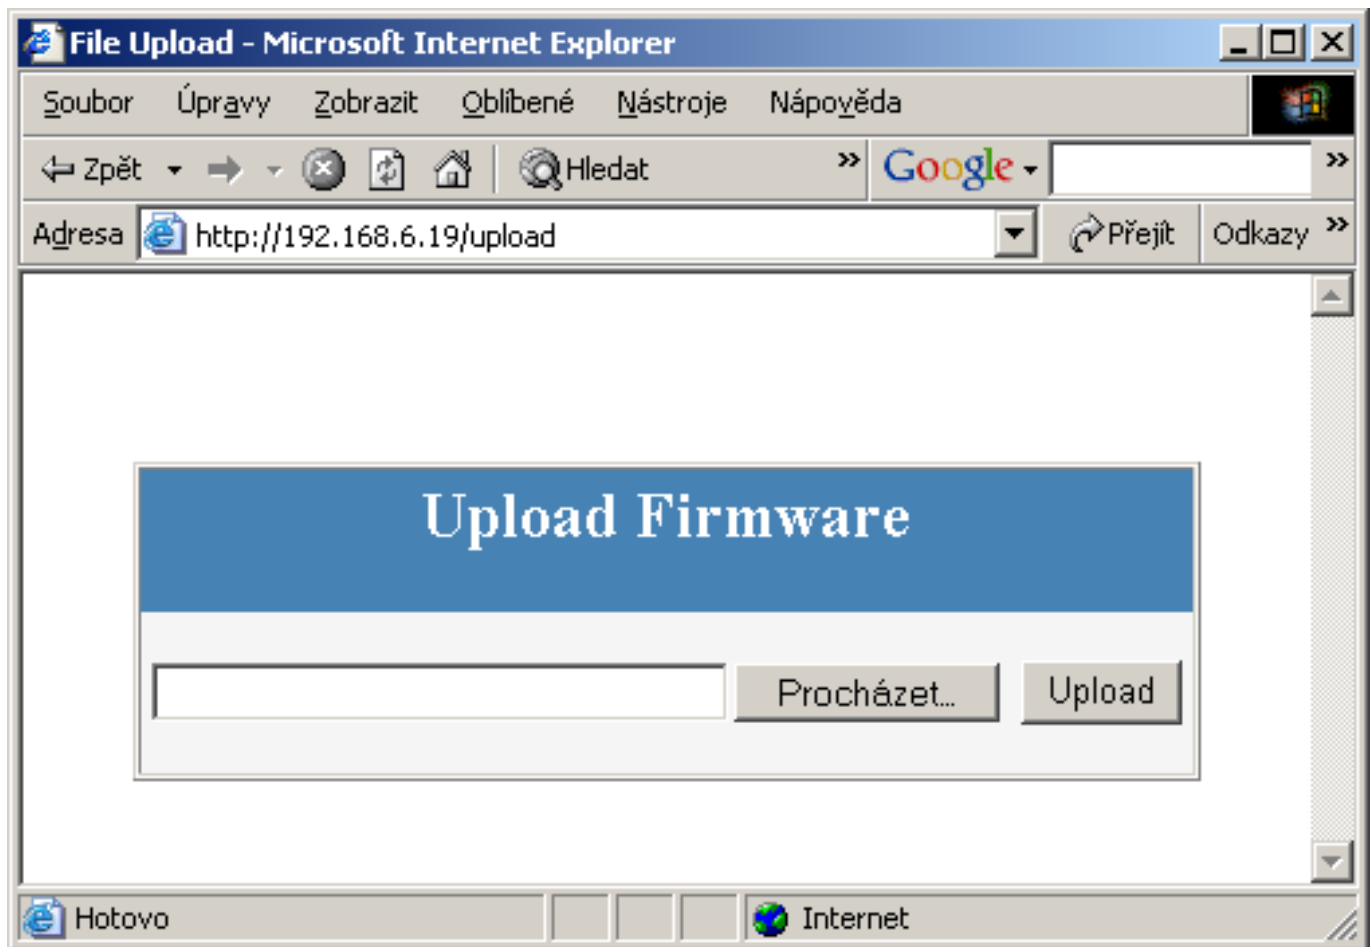 File Upload - Microsoft Internet Explorer
Soubor Úpravy Zobrazit Oblíbené Nástroje Nápověda
Zpět Hledat » Google »
Adresa http://192.168.6.19/upload Přejít Odkazy »
Upload Firmware
Procházet... Upload
Hotovo Internet